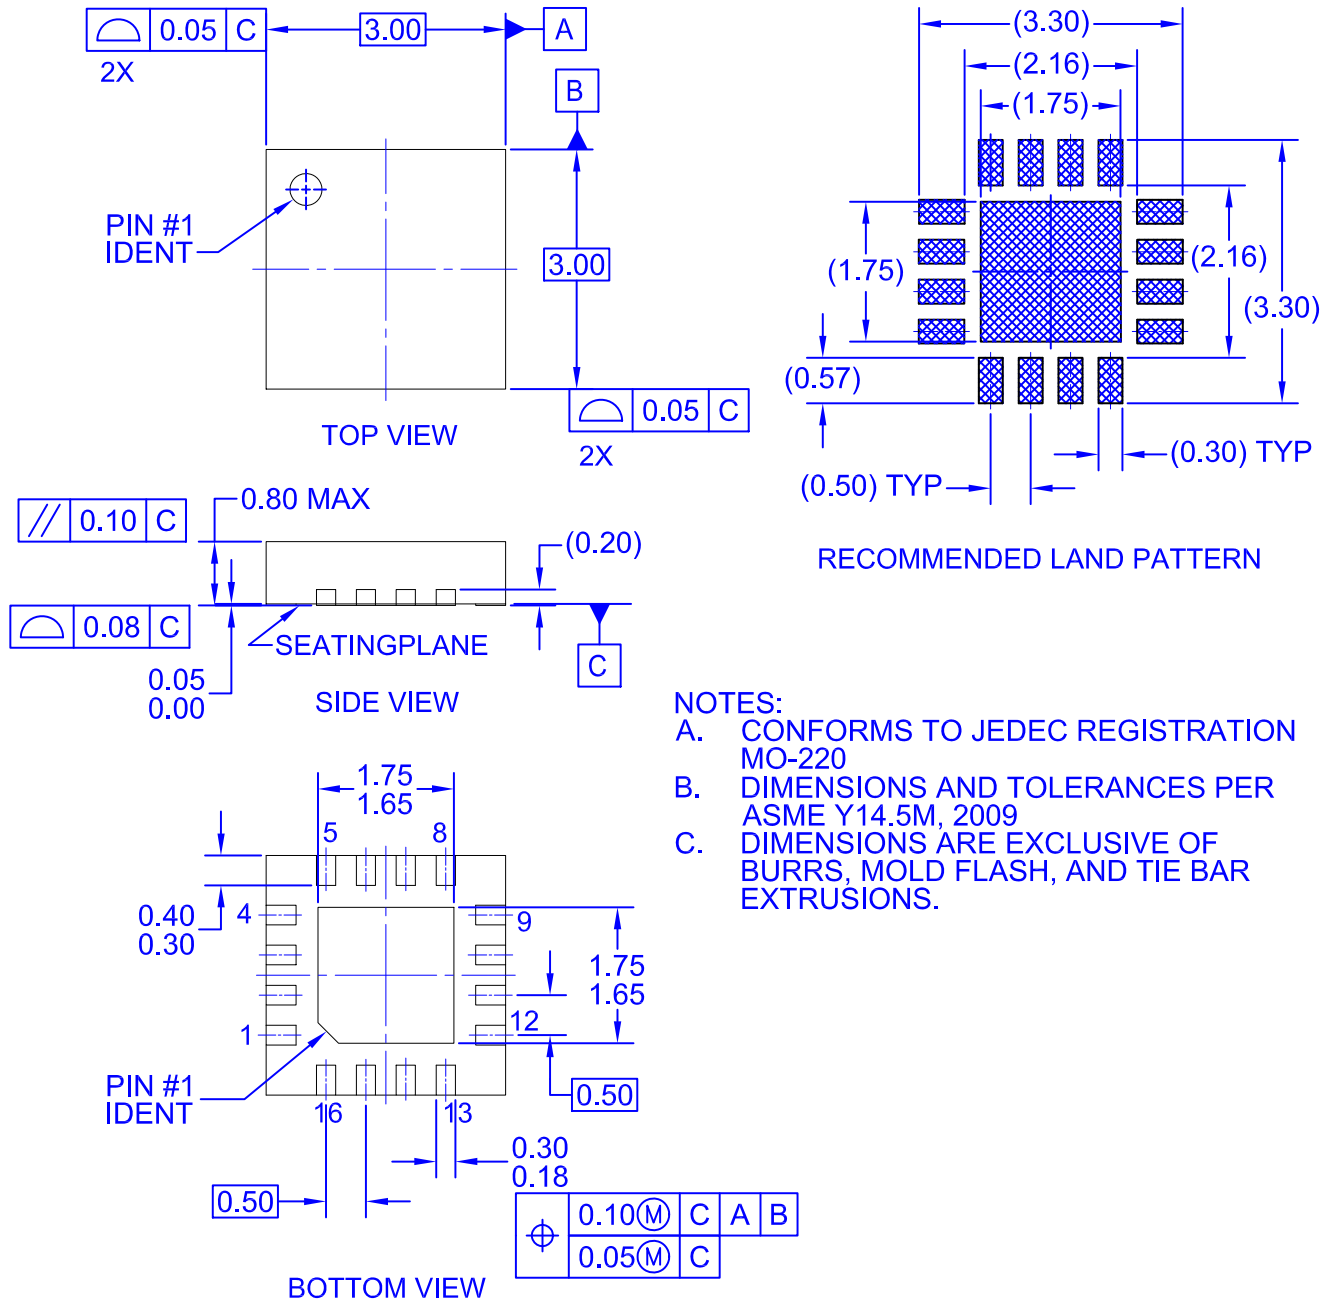 0.05 C
2X
3.00
A
B
PIN #1
IDENT
3.00
0.05 C
2X
TOP VIEW
(3.30)
(2.16)
(1.75)
(1.75)
(2.16)
(3.30)
(0.57)
(0.50) TYP
(0.30) TYP
RECOMMENDED LAND PATTERN
// 0.10 C
0.80 MAX
(0.20)
0.08 C
SEATINGPLANE
C
0.05
0.00
SIDE VIEW
NOTES:
A. CONFORMS TO JEDEC REGISTRATION
MO-220
B. DIMENSIONS AND TOLERANCES PER
ASME Y14.5M, 2009
C. DIMENSIONS ARE EXCLUSIVE OF
BURRS, MOLD FLASH, AND TIE BAR
EXTRUSIONS.
1.75
1.65
5 8
0.40
0.30
4
9
1.75
1.65
1
12
PIN #1
IDENT
16 13
0.50
0.30
0.18
0.50
0.10Ⓜ C A B
0.05Ⓜ C
BOTTOM VIEW